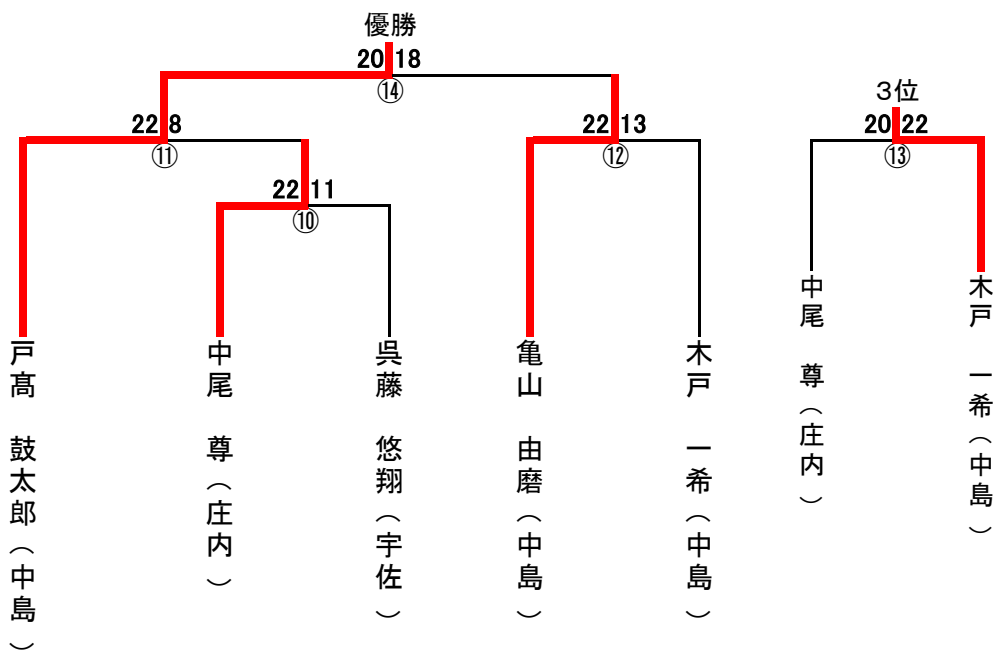 優勝
20 18
⑭
3位
22 8
⑪
22 13
⑫
20 22
⑬
22 11
⑩
戸髙 鼓太郎(中島)
中尾 尊(庄内)
呉藤 悠翔(宇佐)
亀山 由磨(中島)
木戸 一希(中島)
中尾 尊(庄内)
木戸 一希(中島)